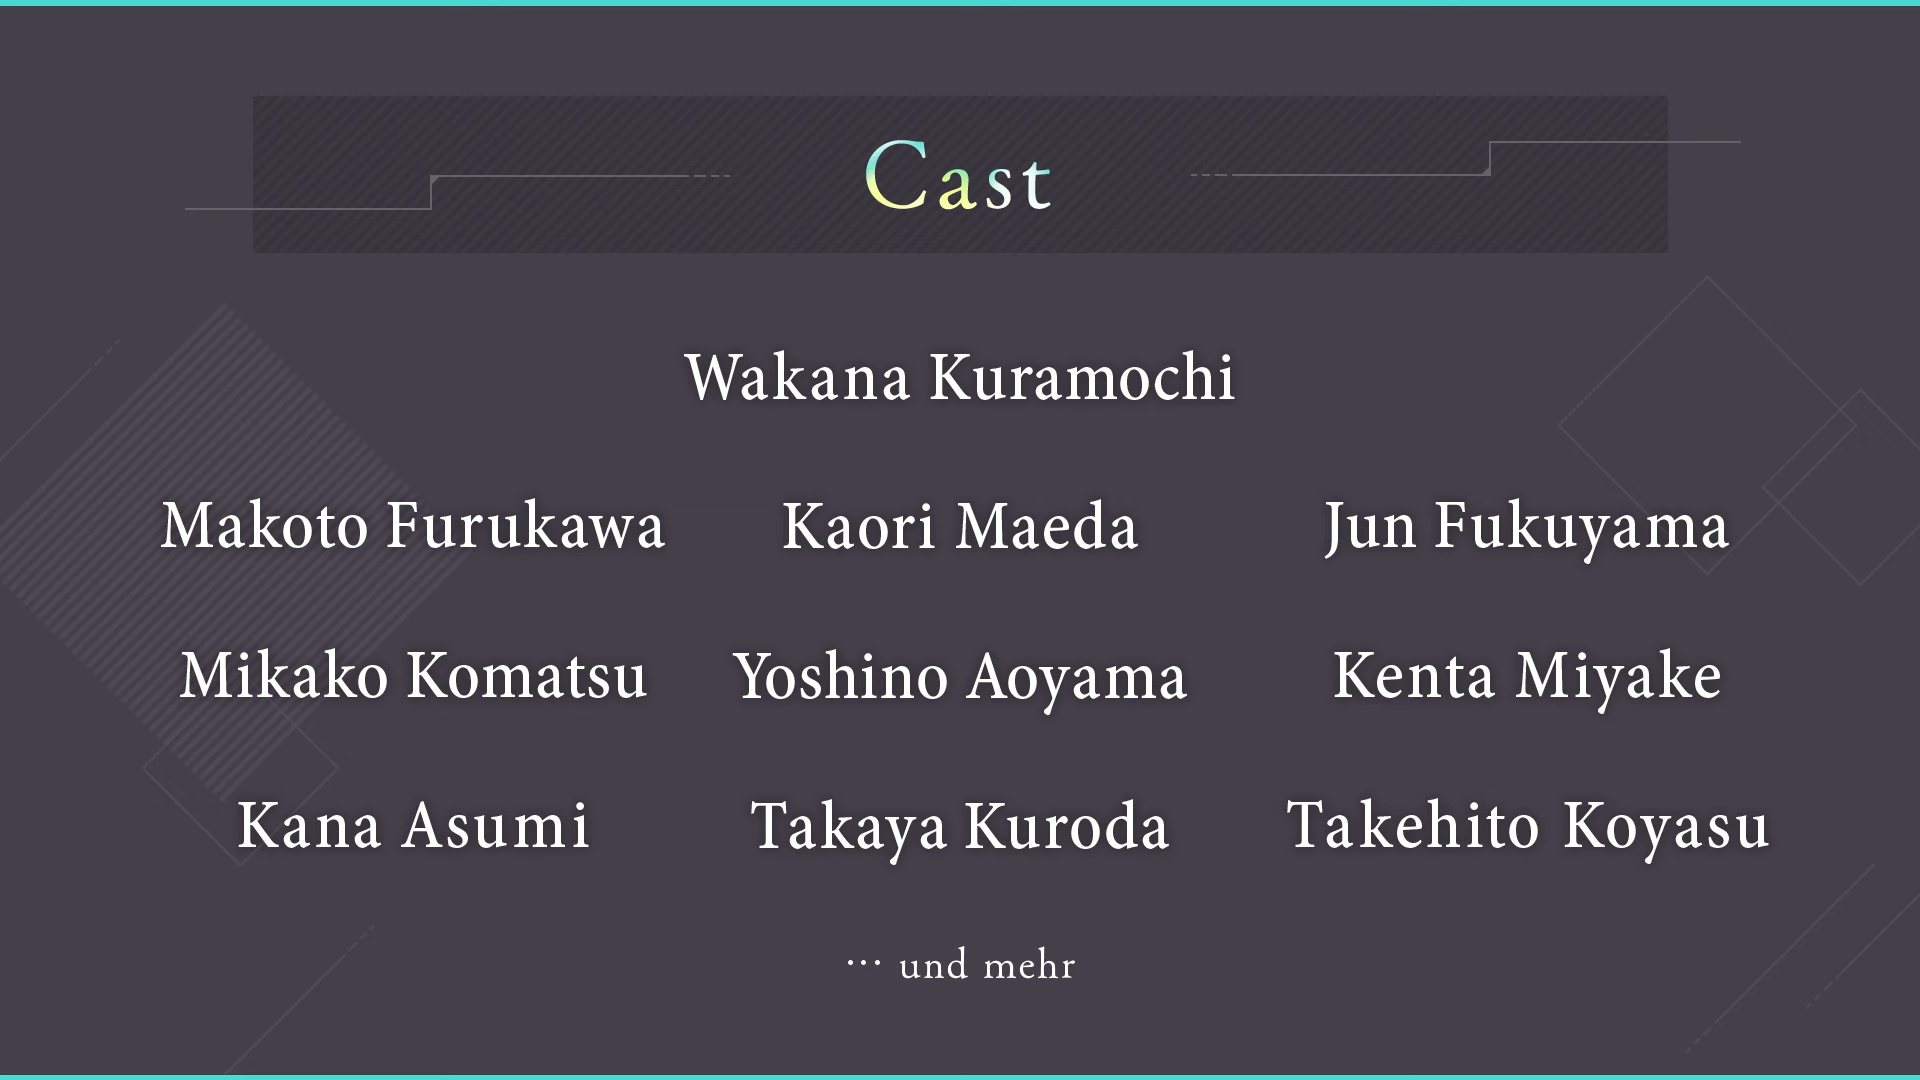 Cast
Wakana Kuramochi
Makoto Furukawa Kaori Maeda Jun Fukuyama
Mikako Komatsu Yoshino Aoyama Kenta Miyake
Kana Asumi Takaya Kuroda Takehito Koyasu
… und mehr